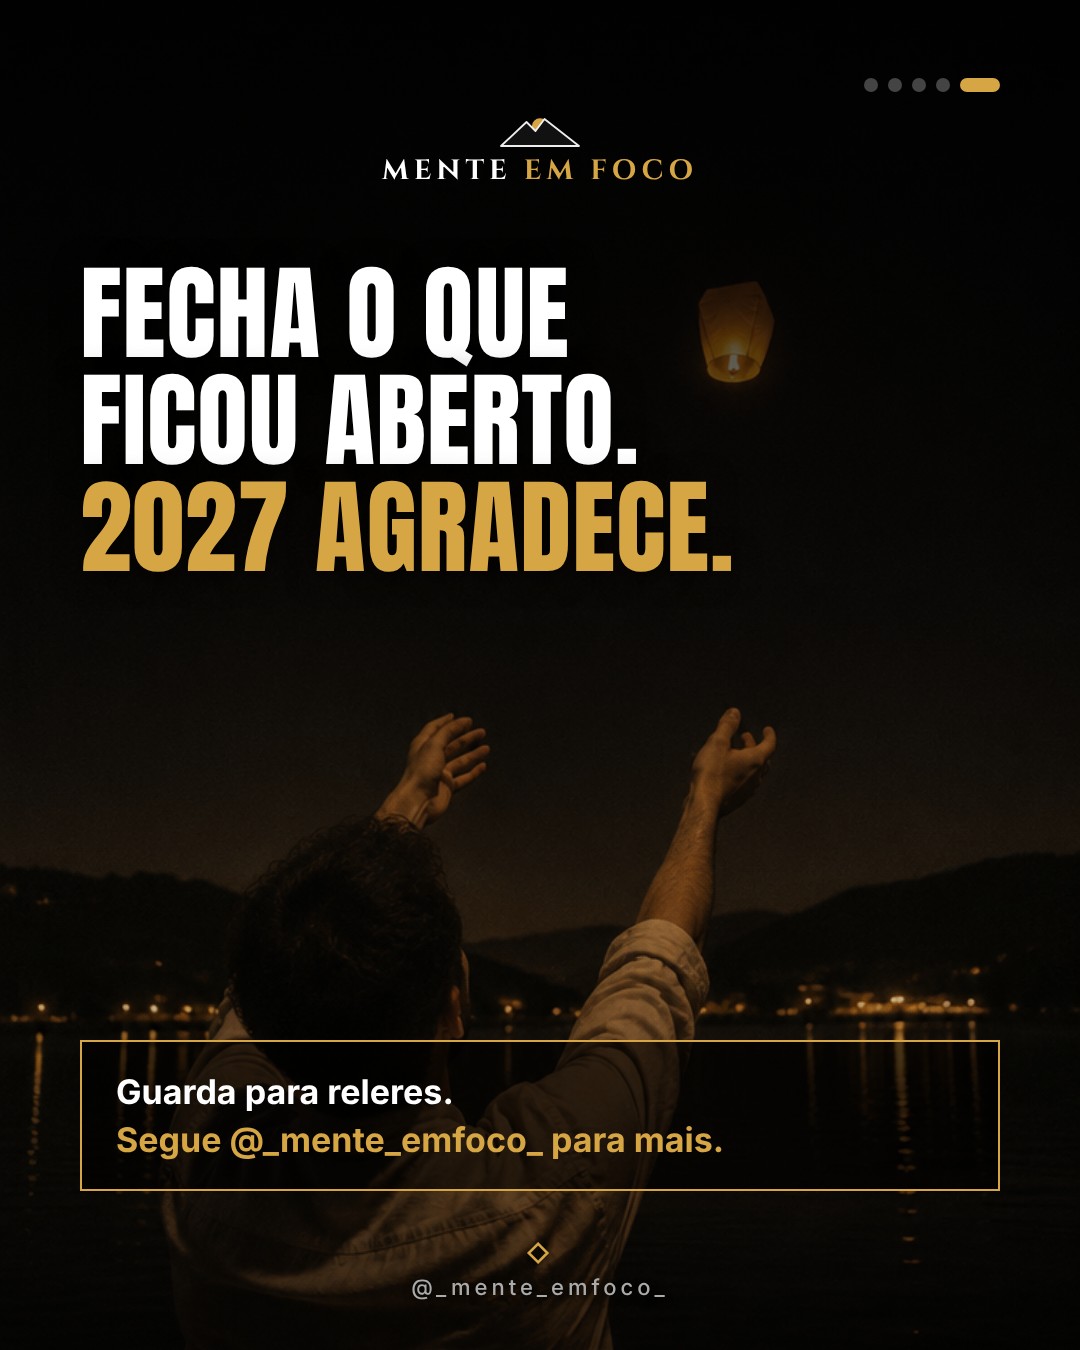 MENTE EM FOCO
FECHA O QUE
FICOU ABERTO.
2027 AGRADECE.
Guarda para releres.
Segue @_mente_emfoco_ para mais.
@_mente_emfoco_